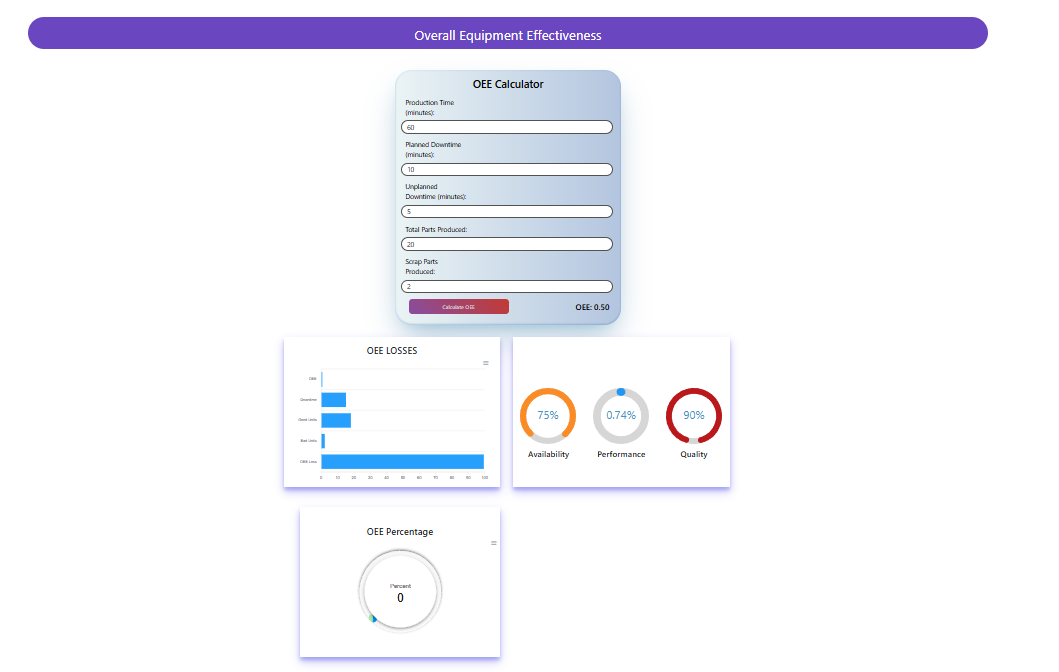 Overall Equipment Effectiveness
OEE Calculator
Production Time
(minutes):
60
Planned Downtime
(minutes):
10
Unplanned
Downtime (minutes):
5
Total Parts Produced:
20
Scrap Parts
Produced:
2
Calculate OEE
OEE: 0.50
OEE LOSSES
OEE
Downtime
Good Units
Bad Units
OEE Loss
0 10 20 30 40 50 60 70 80 90 100
75% 0.74% 90%
Availability Performance Quality
OEE Percentage
Percent
0